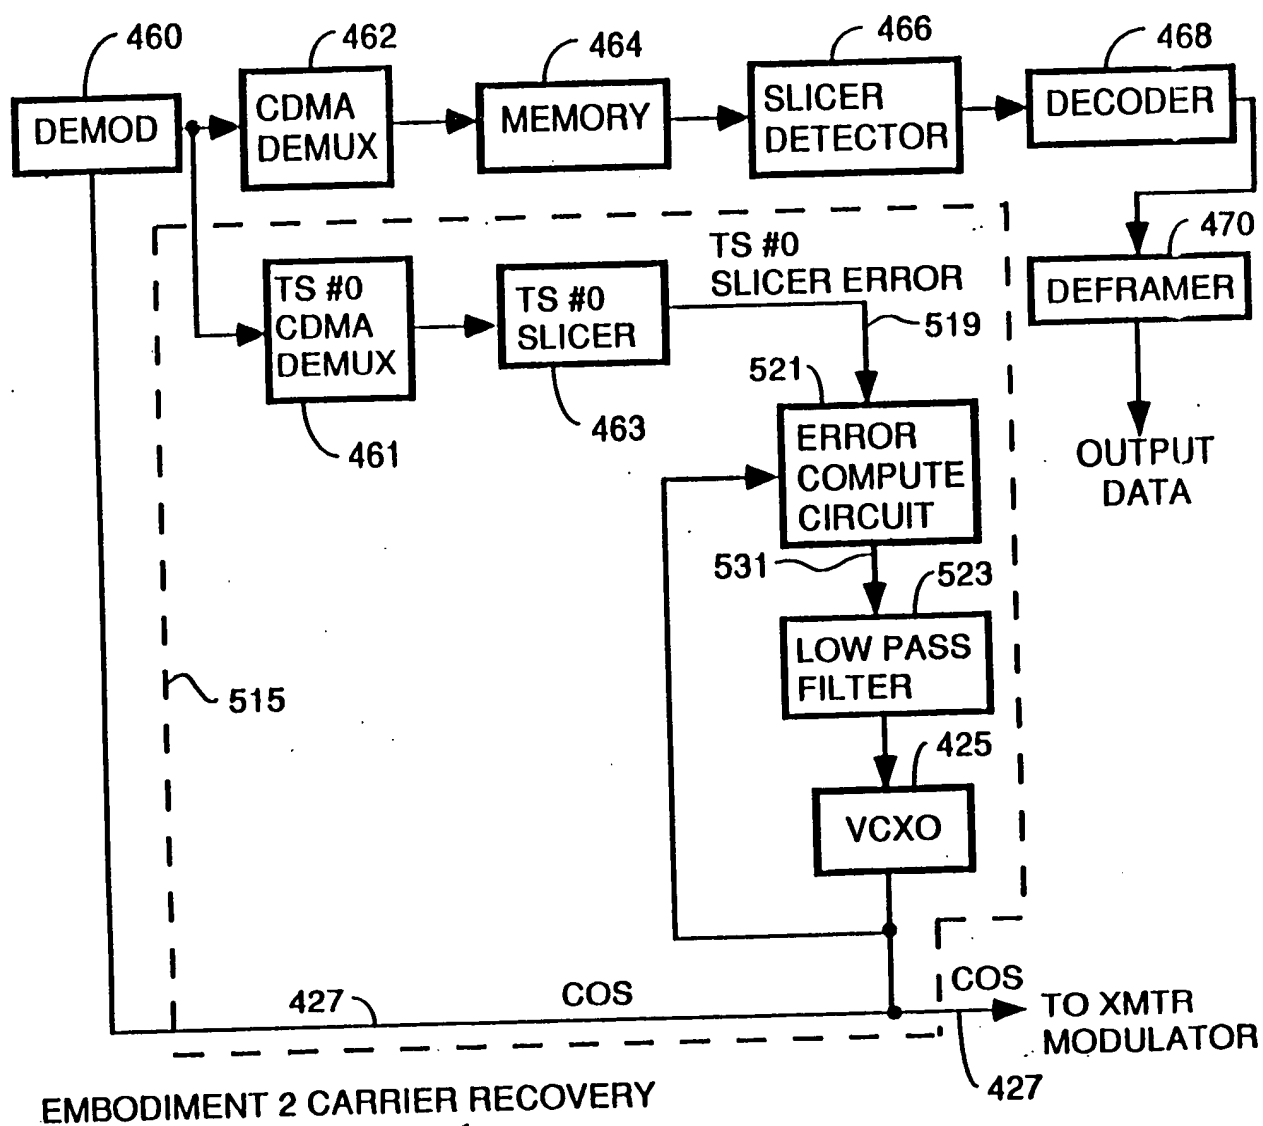 460
462
464
466
468
DEMOD
CDMA
DEMUX
MEMORY
SLICER
DETECTOR
DECODER
470
DEFRAMER
OUTPUT
DATA
TS #0
CDMA
DEMUX
461
TS #0
SLICER
463
TS #0
SLICER ERROR
519
521
ERROR
COMPUTE
CIRCUIT
531
523
LOW PASS
FILTER
515
425
VCXO
427
COS
COS
TO XMTR
MODULATOR
427
EMBODIMENT 2 CARRIER RECOVERY